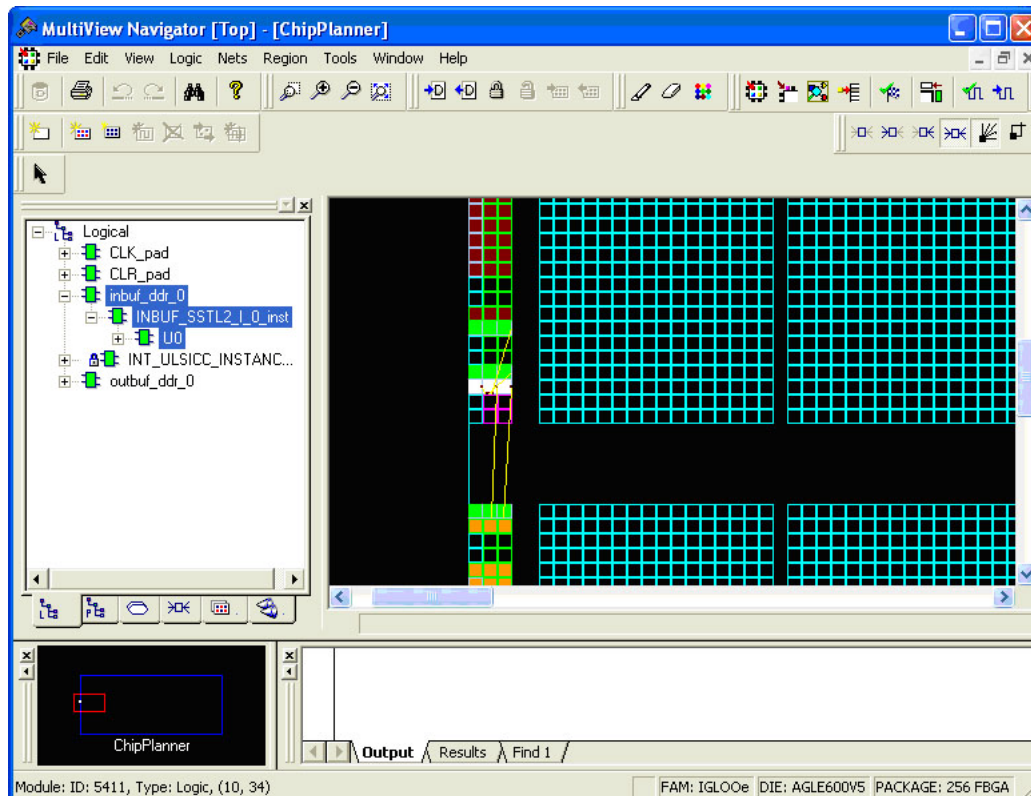 MultiView Navigator [Top] - [ChipPlanner]
File Edit View Logic Nets Region Tools Window Help
Logical
CLK_pad
CLR_pad
inbuf_ddr_0
INBUF_SSTL2_I_0_inst
U0
INT_ULSICC_INSTANC...
outbuf_ddr_0
ChipPlanner
Output Results Find 1
Module: ID: 5411, Type: Logic, (10, 34) FAM: IGLOOe DIE: AGLE600V5 PACKAGE: 256 FBGA